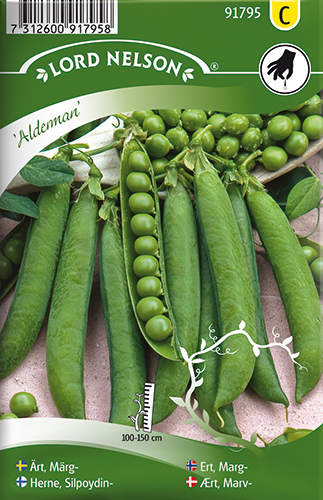 91795
C
7 312600 917958
LORD NELSON®
'Alderman'
100-150 cm
Ärt, Märg-
Herne, Silpoydin-
Ert, Marg-
Ært, Marv-